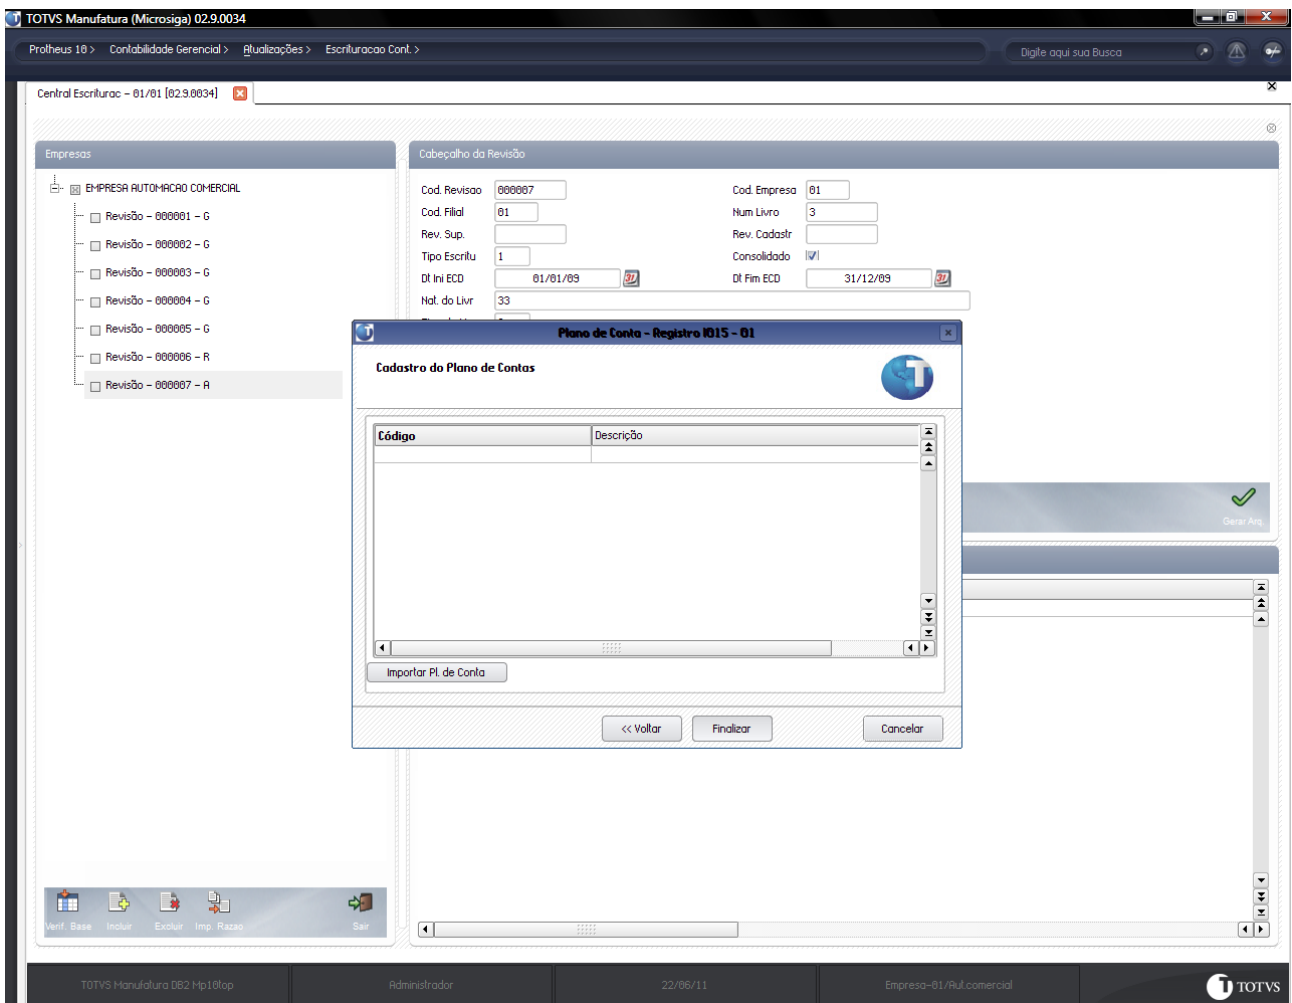 TOTVS Manufatura (Microsiga) 02.9.0034
Protheus 10 > Contabilidade Gerencial > Atualizações > Escrituracao Cont. >
Digite aqui sua Busca
Central Escriturac - 01/01 [02.9.0034]
Empresas
EMPRESA AUTOMACAO COMERCIAL
Revisão - 000001 - G
Revisão - 000002 - G
Revisão - 000003 - G
Revisão - 000004 - G
Revisão - 000005 - G
Revisão - 000006 - R
Revisão - 000007 - A
Cabeçalho da Revisão
Cod. Revisao 000007 Cod. Empresa 01
Cod. Filial 01 Num Livro 3
Rev. Sup. Rev. Cadastr
Tipo Escritu 1 Consolidado
Dt Ini ECD 01/01/09 31 Dt Fim ECD 31/12/09 31
Nat. do Livr 33
Plano de Conta - Registro I015 - 01
Cadastro do Plano de Contas
Código Descrição
Importar Pl. de Conta
<< Voltar Finalizar Cancelar
Gerar Arq.
Verif. Base Incluir Excluir Imp. Razao Sair
TOTVS Manufatura DB2 Mp10top Administrador 22/06/11 Empresa-01/Aut.comercial TOTVS